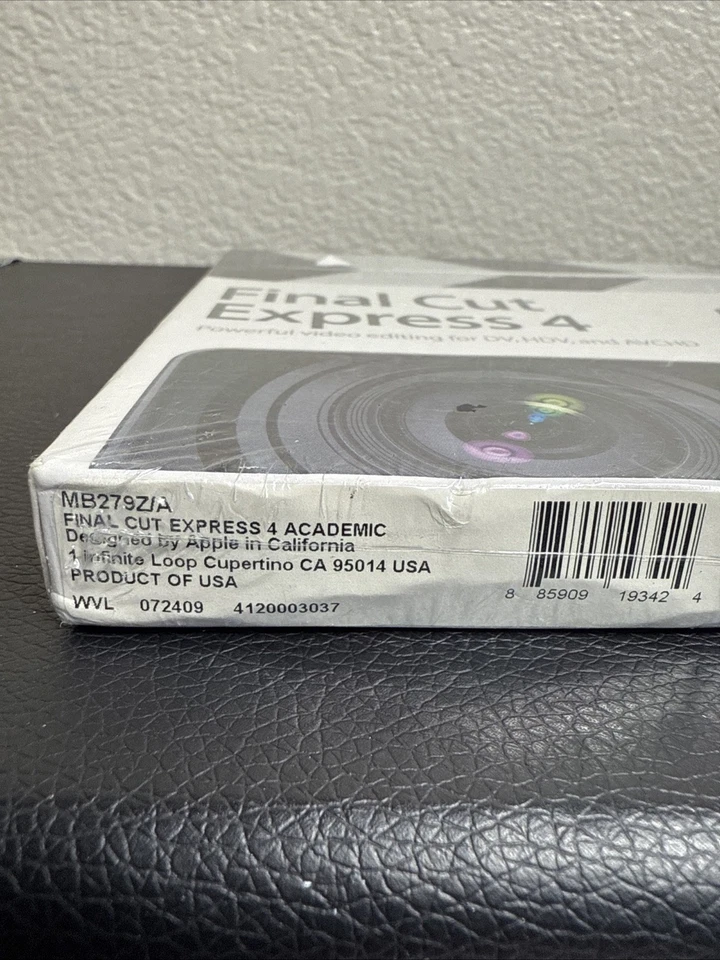 Final Cut
Express 4
Powerful video editing for DV, HDV, and AVCHD
MB279Z/A
FINAL CUT EXPRESS 4 ACADEMIC
Designed by Apple in California
1 Infinite Loop Cupertino CA 95014 USA
PRODUCT OF USA
WVL 072409 4120003037
8 85909 19342 4